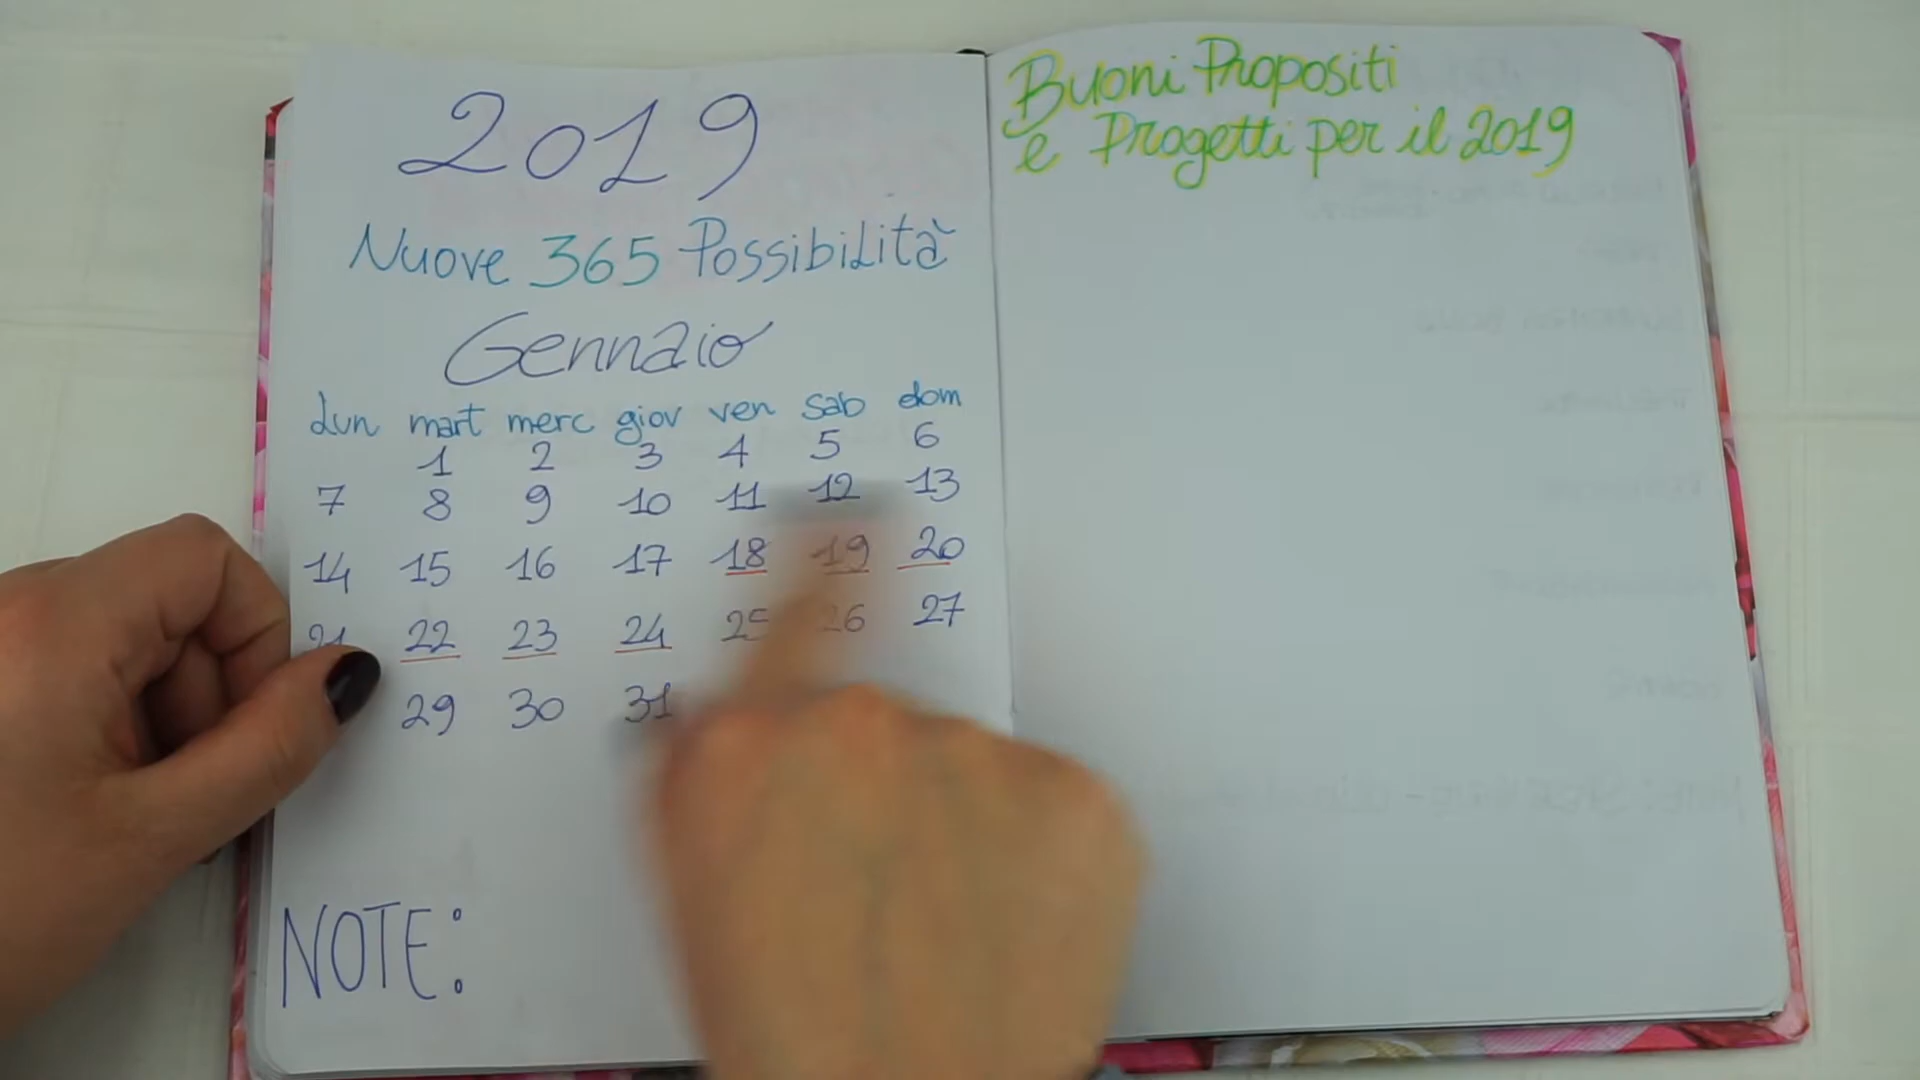 2019
Nuove 365 Possibilità
Gennaio
Lun mart merc giov ven sab dom
1 2 3 4 5 6
7 8 9 10 11 12 13
14 15 16 17 18 19 20
21 22 23 24 25 26 27
29 30 31
NOTE:
Buoni Propositi
e Progetti per il 2019